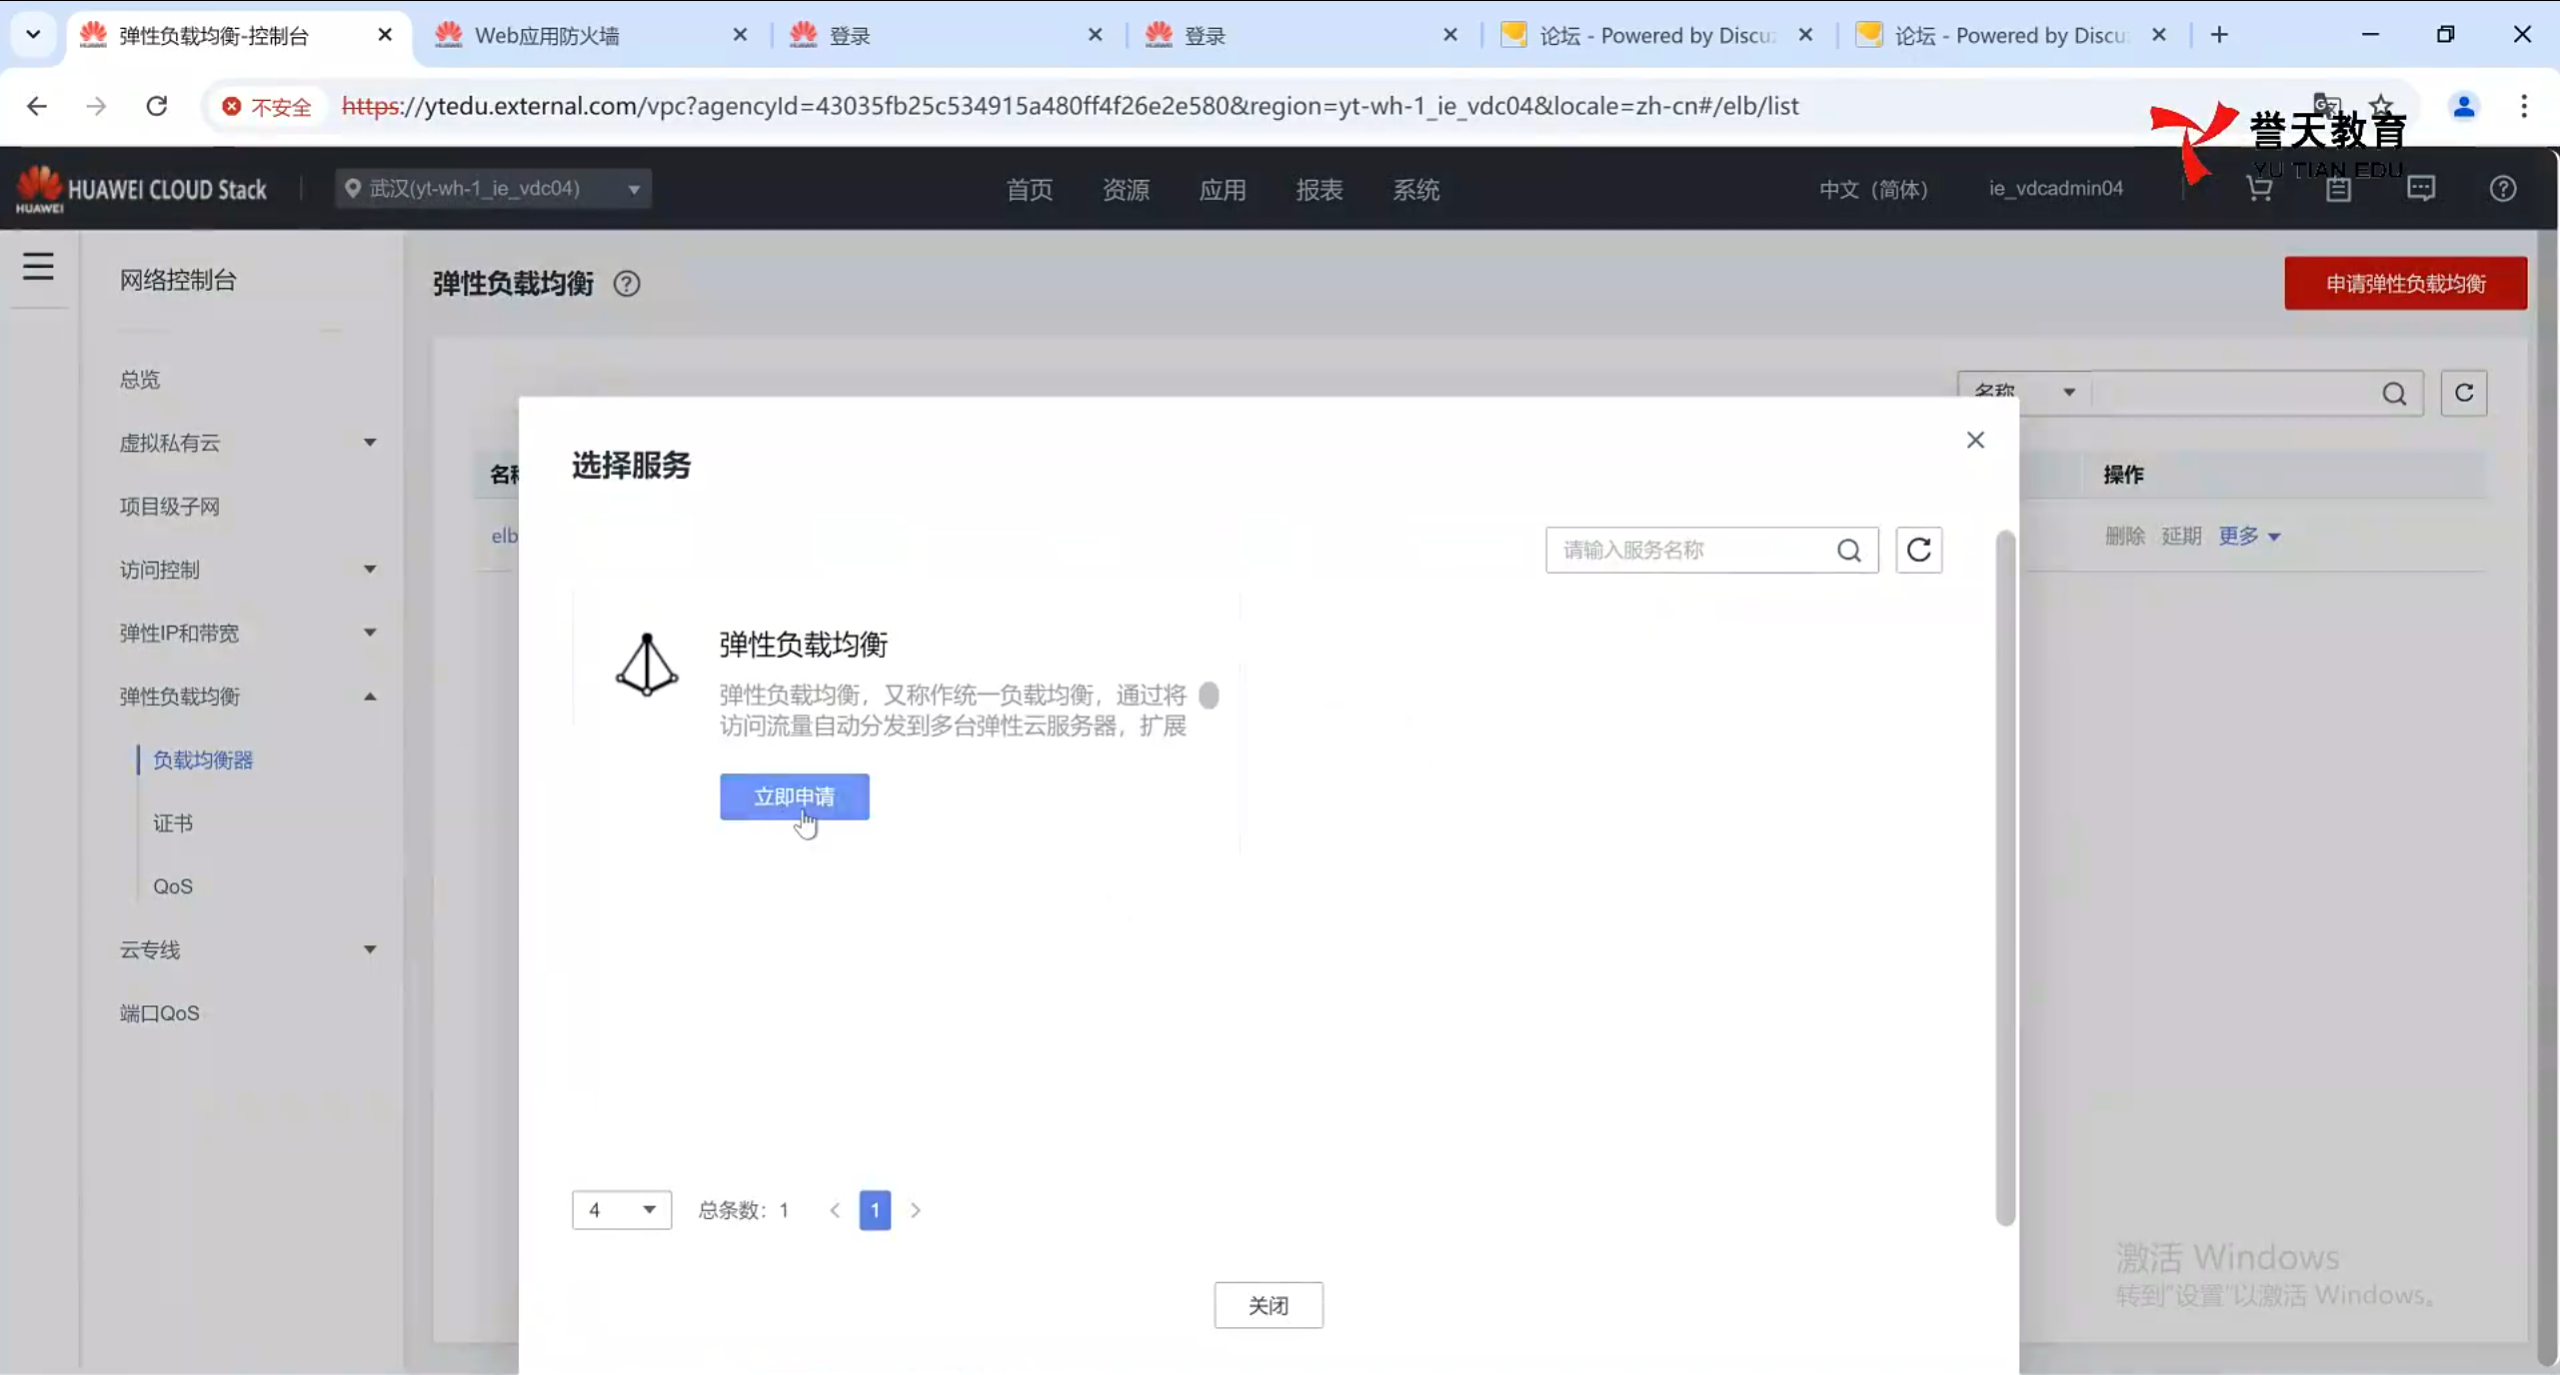 弹性负载均衡-控制台
Web应用防火墙
登录
登录
论坛 - Powered by Discu
论坛 - Powered by Discu
不安全
https://ytedu.external.com/vpc?agencyId=43035fb25c534915a480ff4f26e2e580&region=yt-wh-1_ie_vdc04&locale=zh-cn#/elb/list
誉天教育
YU TIAN EDU
HUAWEI
HUAWEI CLOUD Stack
武汉(yt-wh-1_ie_vdc04)
首页
资源
应用
报表
系统
中文（简体）
ie_vdcadmin04
网络控制台
总览
虚拟私有云
项目级子网
访问控制
弹性IP和带宽
弹性负载均衡
负载均衡器
证书
QoS
云专线
端口QoS
弹性负载均衡
申请弹性负载均衡
名称
名称
操作
elb
删除 延期 更多
选择服务
请输入服务名称
弹性负载均衡
弹性负载均衡，又称作统一负载均衡，通过将
访问流量自动分发到多台弹性云服务器，扩展
立即申请
4
总条数：1
1
关闭
激活 Windows
转到"设置"以激活 Windows。